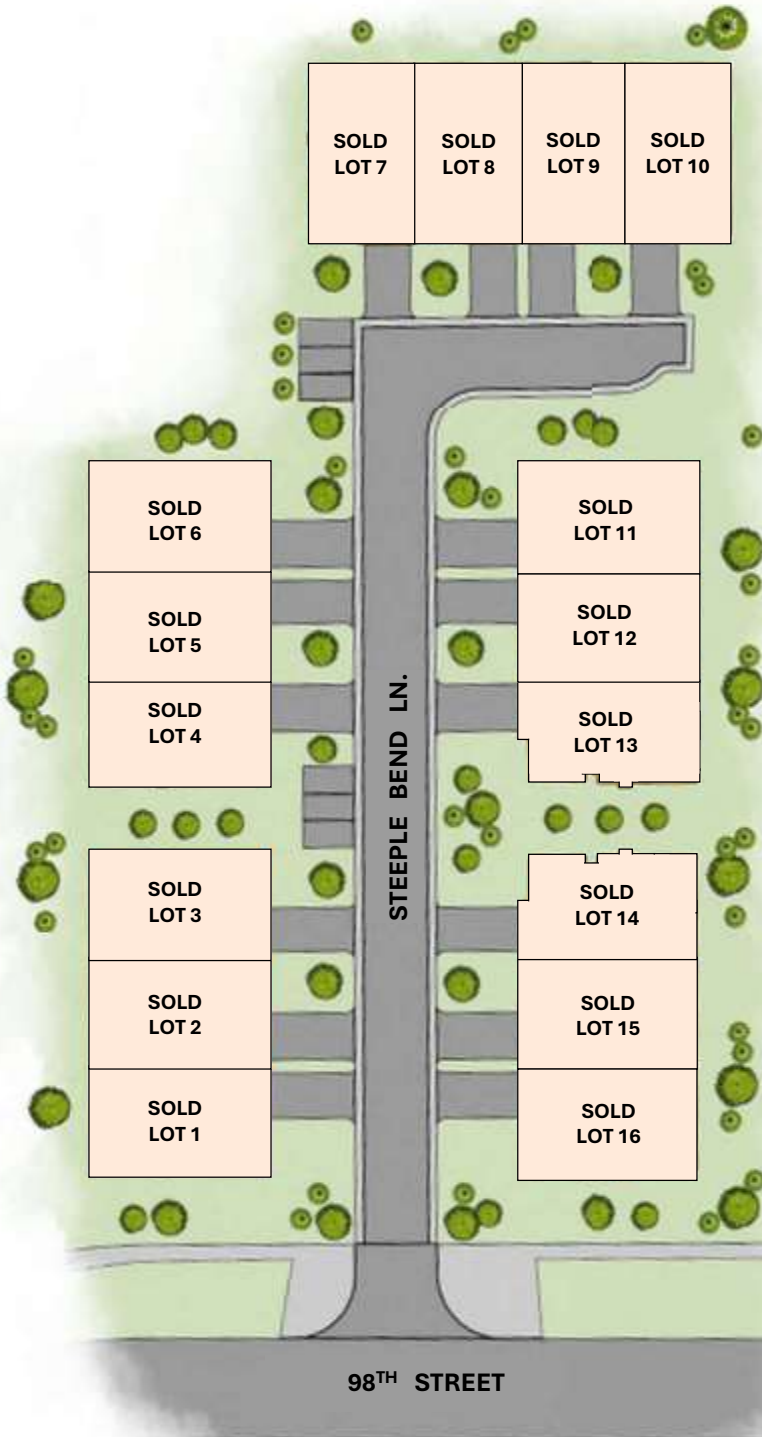 SOLD
LOT 7
SOLD
LOT 8
SOLD
LOT 9
SOLD
LOT 10
SOLD
LOT 6
SOLD
LOT 11
SOLD
LOT 5
SOLD
LOT 12
SOLD
LOT 4
SOLD
LOT 13
STEEPLE BEND LN.
SOLD
LOT 3
SOLD
LOT 14
SOLD
LOT 2
SOLD
LOT 15
SOLD
LOT 1
SOLD
LOT 16
98TH STREET